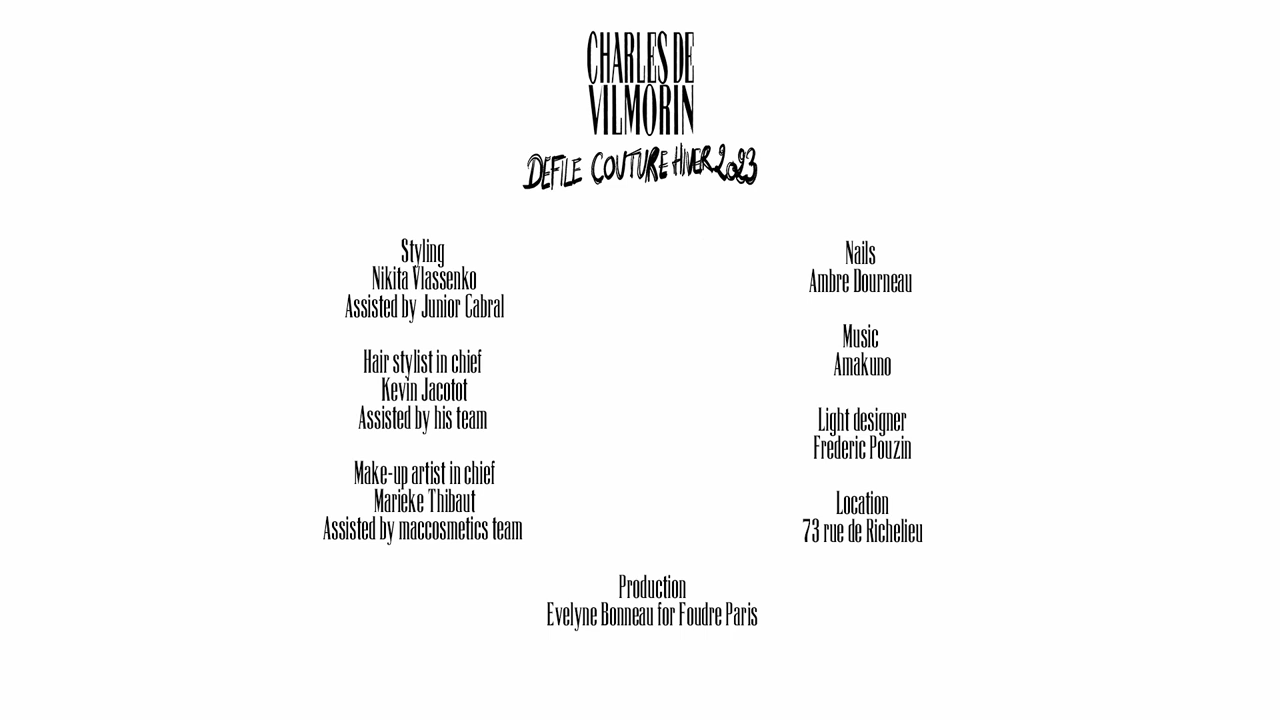 CHARLES DE
VILMORIN
DEFILE COUTURE HIVER 2023
Styling
Nikita Vlassenko
Assisted by Junior Cabral
Hair stylist in chief
Kevin Jacotot
Assisted by his team
Make-up artist in chief
Marieke Thibaut
Assisted by maccosmetics team
Nails
Ambre Dourneau
Music
Amakuno
Light designer
Frederic Pouzin
Location
73 rue de Richelieu
Production
Evelyne Bonneau for Foudre Paris